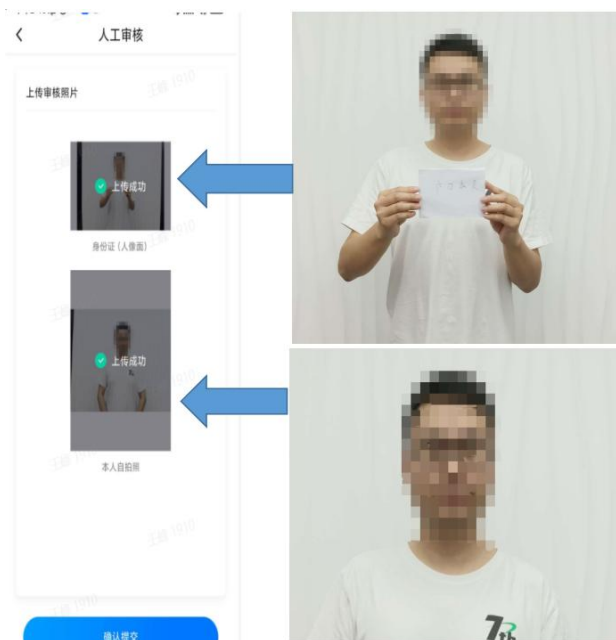 人工审核
上传审核照片
上传成功
身份证（人像面）
上传成功
本人自拍照
确认提交
7th